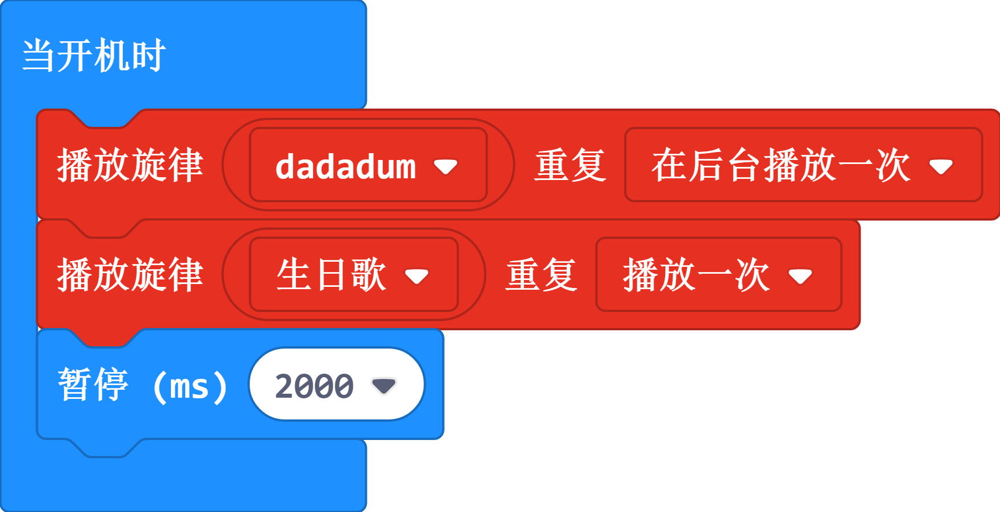 当开机时
播放旋律 dadadum 重复 在后台播放一次
播放旋律 生日歌 重复 播放一次
暂停 (ms) 2000